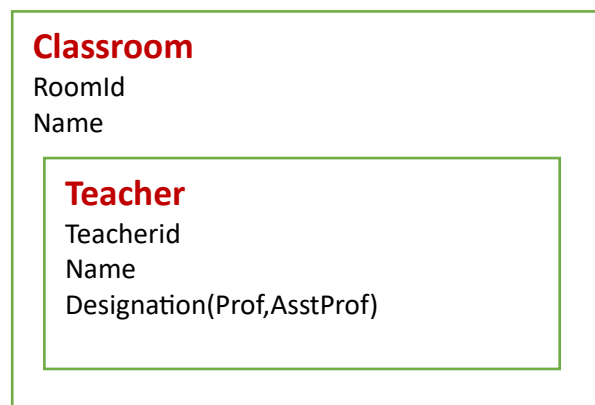 Classroom
RoomId
Name
Teacher
Teacherid
Name
Designation(Prof,AsstProf)